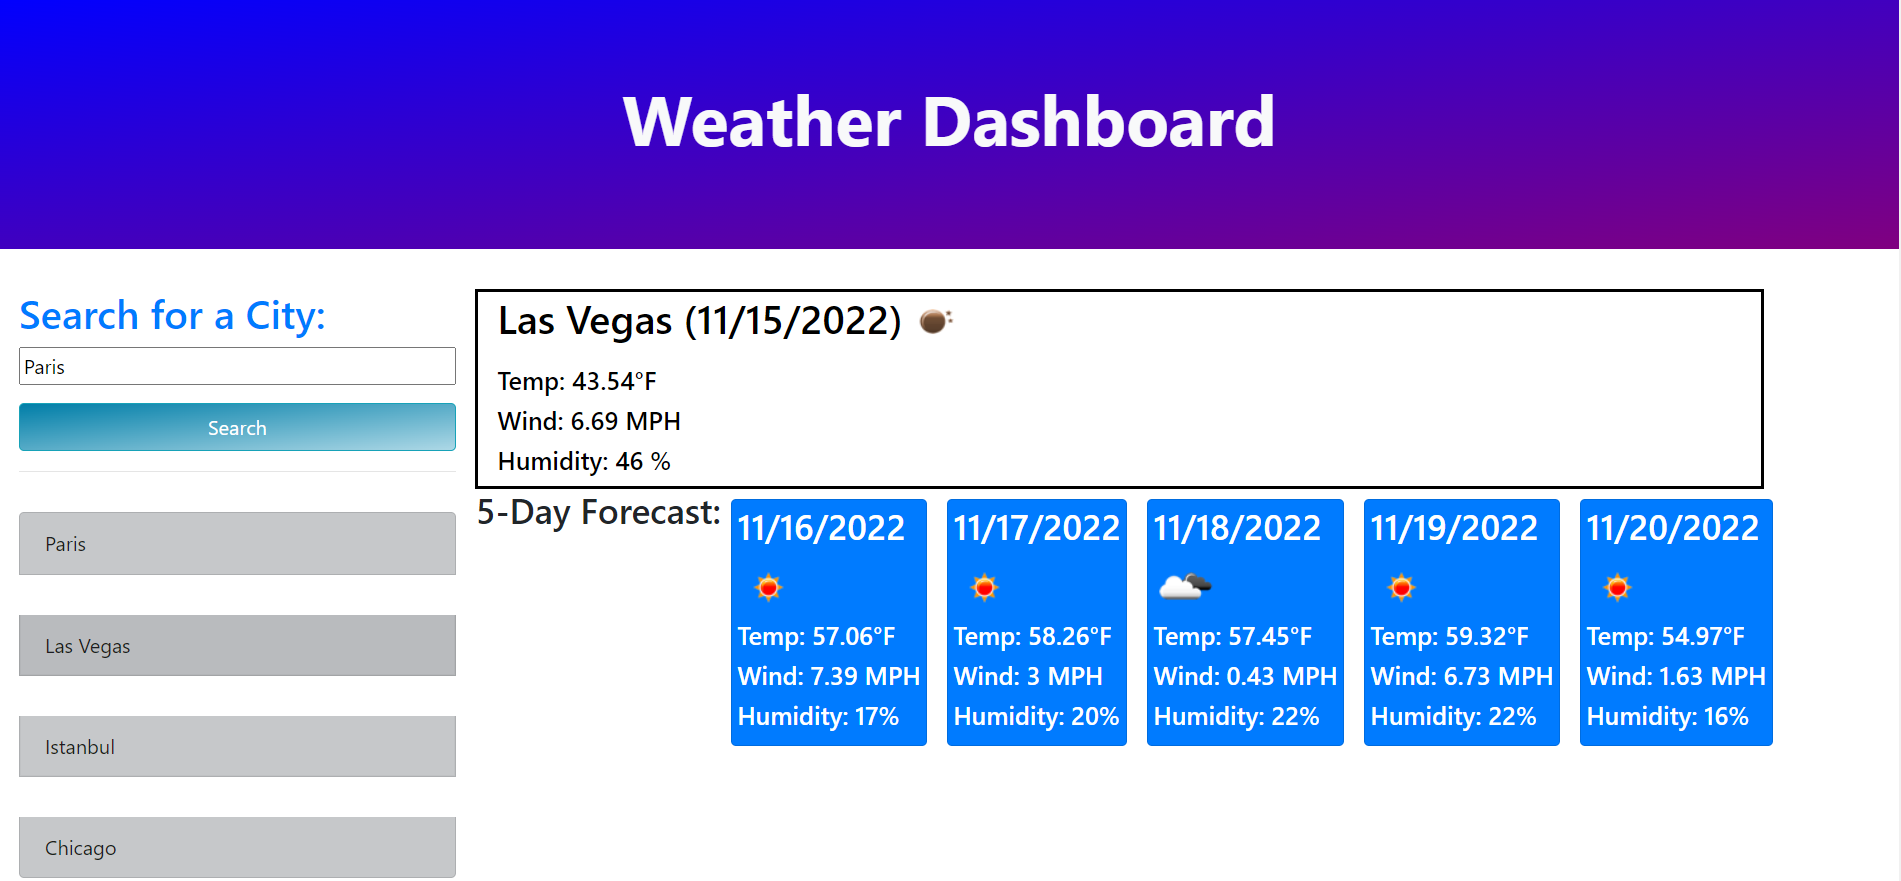 Weather Dashboard
Search for a City:
Paris
Search
Paris
Las Vegas
Istanbul
Chicago
Las Vegas (11/15/2022)
Temp: 43.54°F
Wind: 6.69 MPH
Humidity: 46 %
5-Day Forecast:
11/16/2022
Temp: 57.06°F
Wind: 7.39 MPH
Humidity: 17%
11/17/2022
Temp: 58.26°F
Wind: 3 MPH
Humidity: 20%
11/18/2022
Temp: 57.45°F
Wind: 0.43 MPH
Humidity: 22%
11/19/2022
Temp: 59.32°F
Wind: 6.73 MPH
Humidity: 22%
11/20/2022
Temp: 54.97°F
Wind: 1.63 MPH
Humidity: 16%